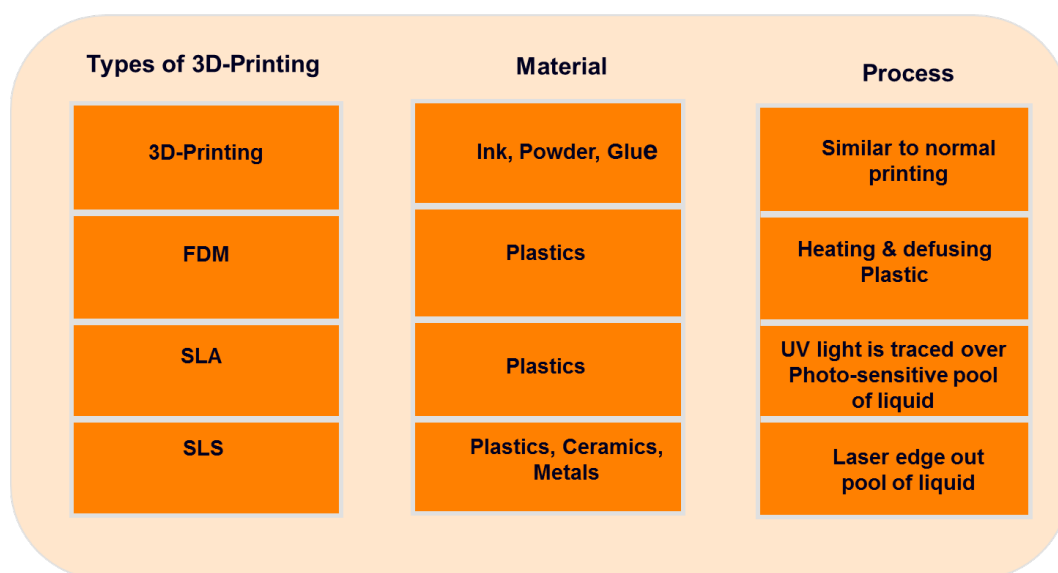 Types of 3D-Printing
Material
Process
3D-Printing
Ink, Powder, Glue
Similar to normal
printing
FDM
Plastics
Heating & defusing
Plastic
SLA
Plastics
UV light is traced over
Photo-sensitive pool
of liquid
SLS
Plastics, Ceramics,
Metals
Laser edge out
pool of liquid